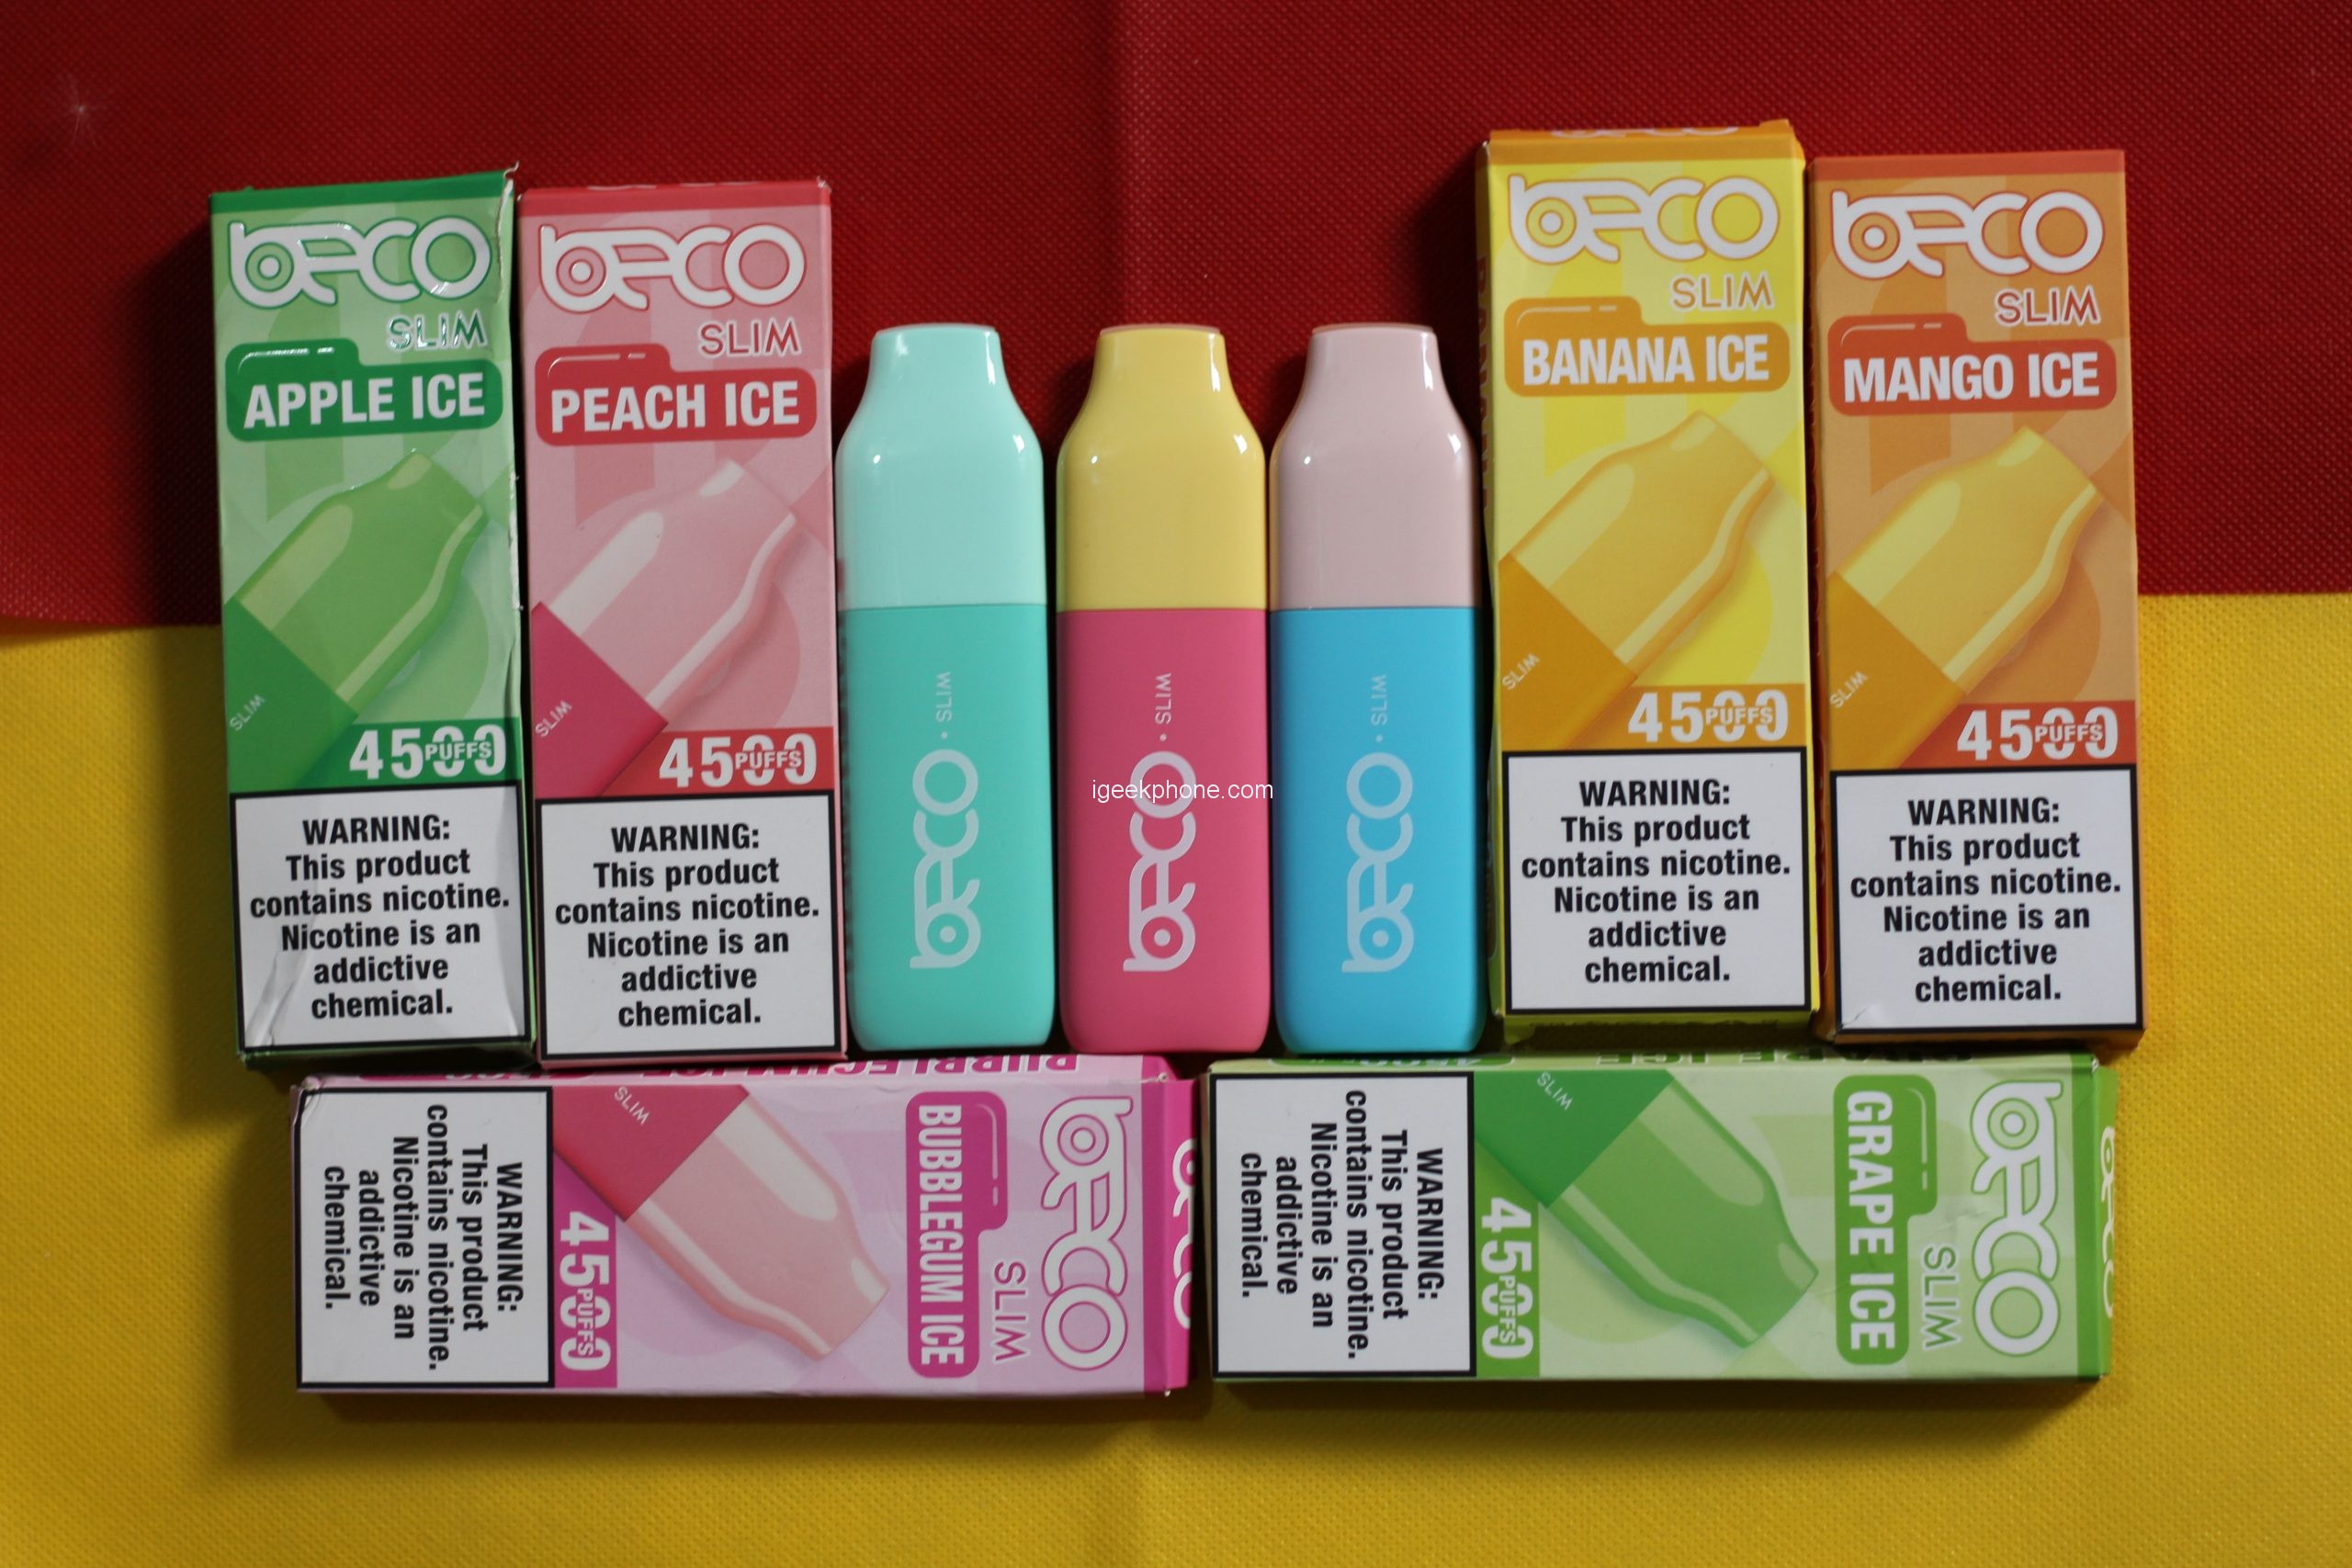 beco
SLIM
APPLE ICE
SLIM
4500
PUFFS
WARNING:
This product
contains nicotine.
Nicotine is an
addictive
chemical.
beco
SLIM
PEACH ICE
SLIM
4500
PUFFS
WARNING:
This product
contains nicotine.
Nicotine is an
addictive
chemical.
beco • SLIM
beco • SLIM
beco • SLIM
igeekphone.com
beco
SLIM
BANANA ICE
SLIM
4500
PUFFS
WARNING:
This product
contains nicotine.
Nicotine is an
addictive
chemical.
beco
SLIM
MANGO ICE
SLIM
4500
PUFFS
WARNING:
This product
contains nicotine.
Nicotine is an
addictive
chemical.
BUBBLEGUM ICE
beco
beco
SLIM
BUBBLEGUM ICE
SLIM
4500
PUFFS
WARNING:
This product
contains nicotine.
Nicotine is an
addictive
chemical.
beco
beco
SLIM
GRAPE ICE
SLIM
4500
PUFFS
WARNING:
This product
contains nicotine.
Nicotine is an
addictive
chemical.